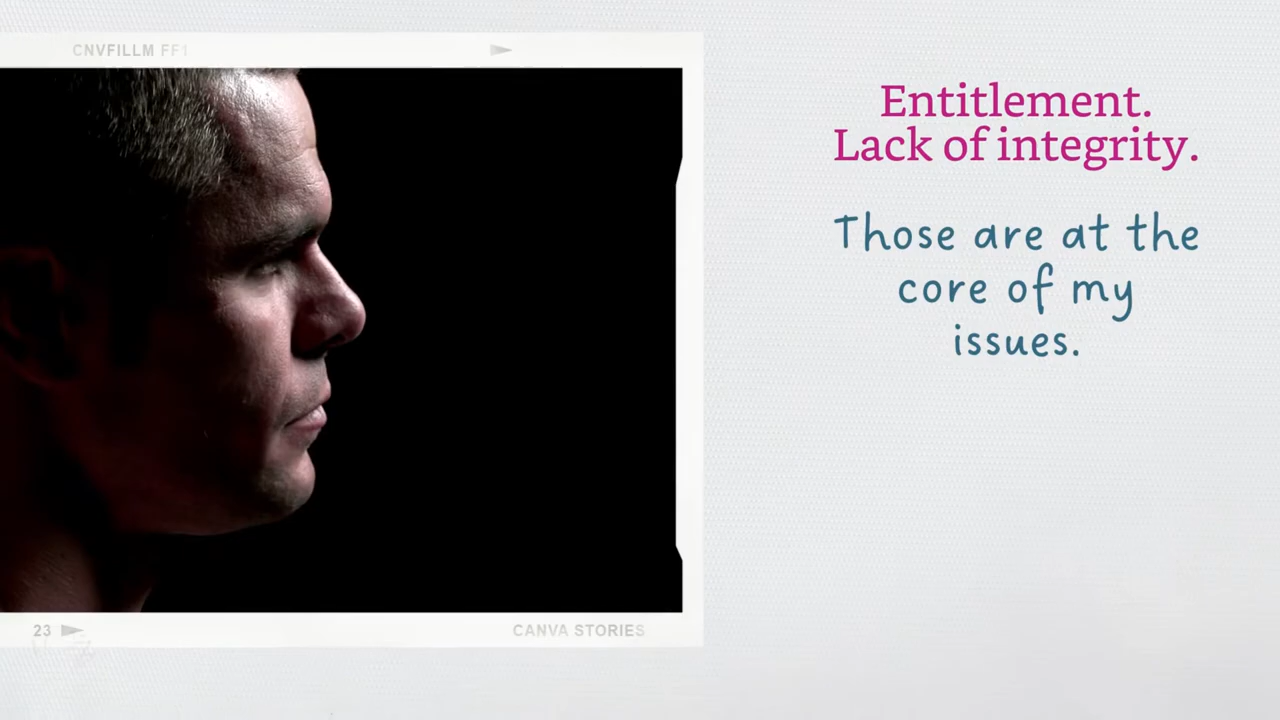 CNVFILLM FF1
Entitlement.
Lack of integrity.
Those are at the
core of my
issues.
23
CANVA STORIES